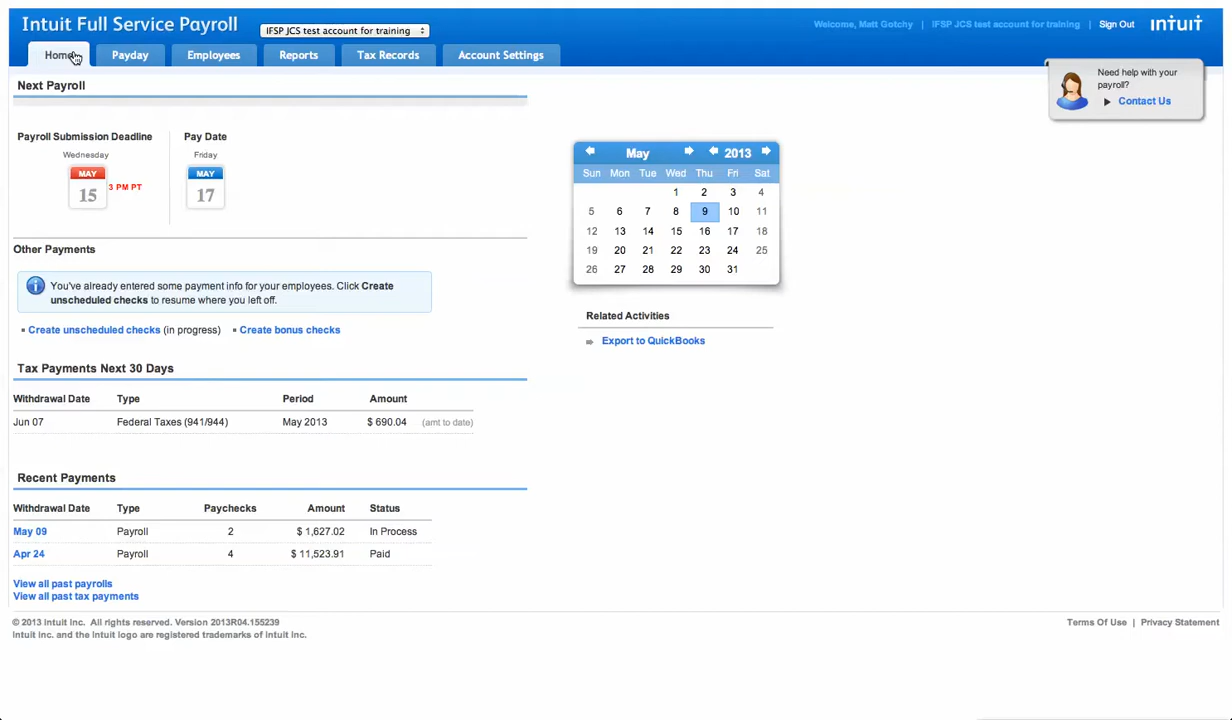 Intuit Full Service Payroll
IFSP JCS test account for training
Welcome, Matt Gotchy | IFSP JCS test account for training | Sign Out intuit
Home Payday Employees Reports Tax Records Account Settings
Need help with your
payroll?
Contact Us
Next Payroll
Payroll Submission Deadline Pay Date
Wednesday Friday
MAY MAY
15 3 PM PT 17
May 2013
Sun Mon Tue Wed Thu Fri Sat
1 2 3 4
5 6 7 8 9 10 11
12 13 14 15 16 17 18
19 20 21 22 23 24 25
26 27 28 29 30 31
Other Payments
You've already entered some payment info for your employees. Click Create
unscheduled checks to resume where you left off.
Create unscheduled checks (in progress) Create bonus checks
Related Activities
Export to QuickBooks
Tax Payments Next 30 Days
Withdrawal Date Type Period Amount
Jun 07 Federal Taxes (941/944) May 2013 $ 690.04 (amt to date)
Recent Payments
Withdrawal Date Type Paychecks Amount Status
May 09 Payroll 2 $ 1,627.02 In Process
Apr 24 Payroll 4 $ 11,523.91 Paid
View all past payrolls
View all past tax payments
© 2013 Intuit Inc. All rights reserved. Version 2013R04.155239
Intuit Inc. and the Intuit logo are registered trademarks of Intuit Inc.
Terms Of Use | Privacy Statement